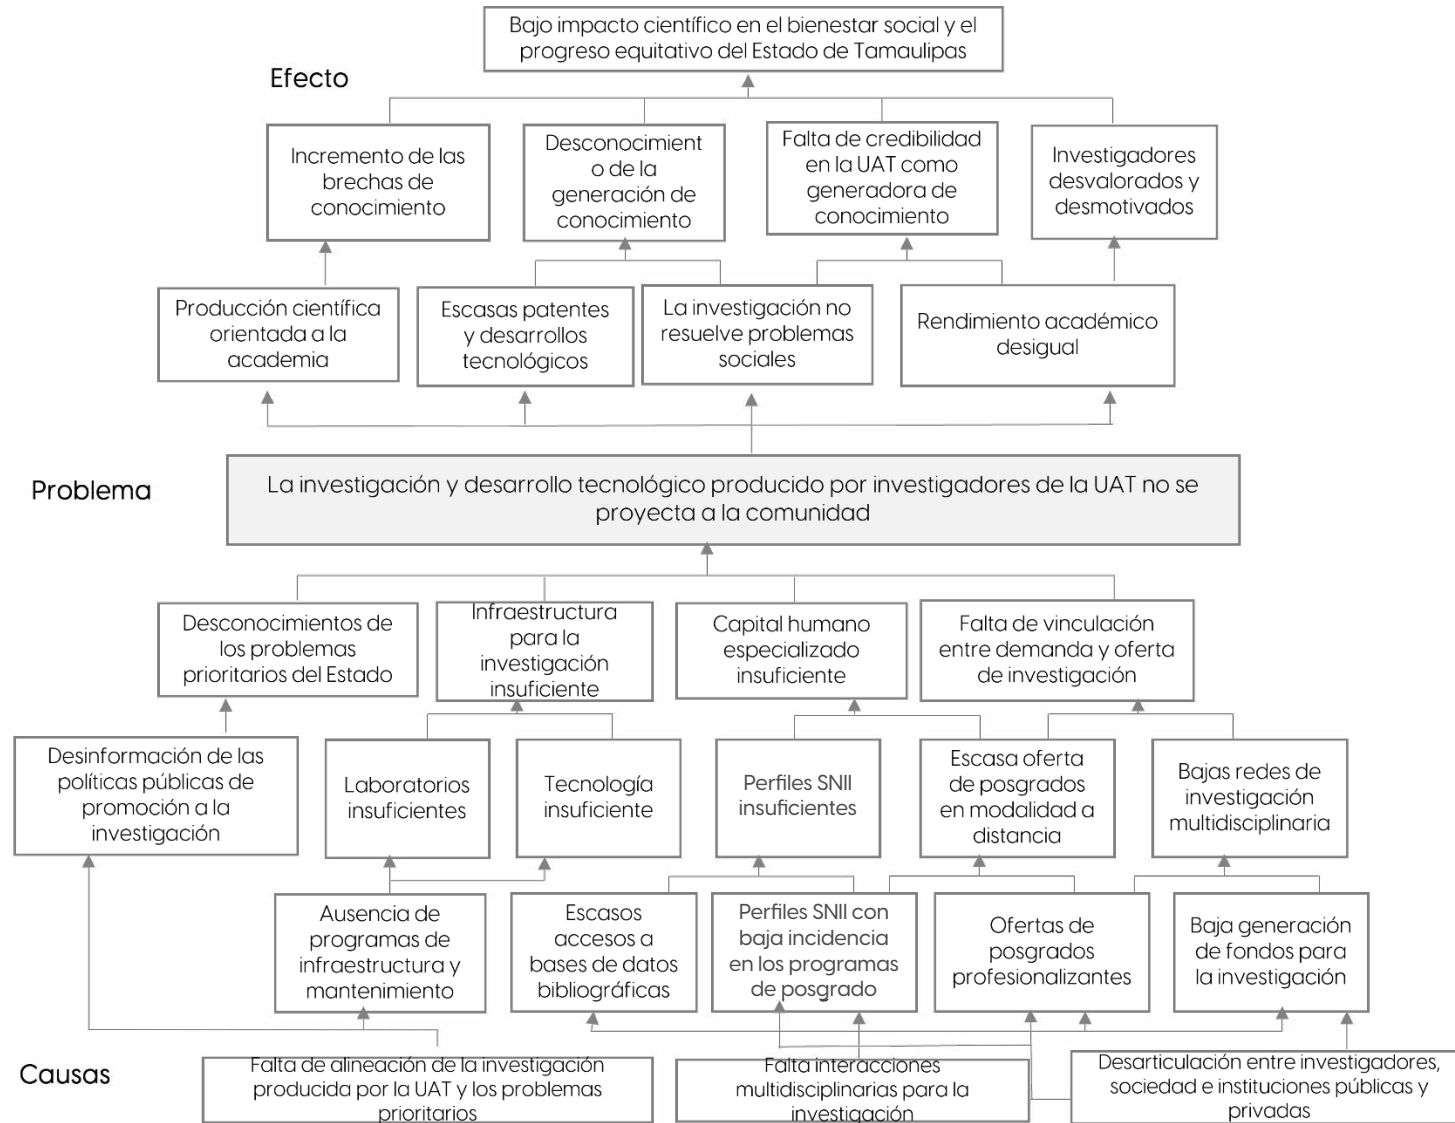 Bajo impacto científico en el bienestar social y el
progreso equitativo del Estado de Tamaulipas
Efecto
Incremento de las
brechas de
conocimiento
Desconocimient
o de la
generación de
conocimiento
Falta de credibilidad
en la UAT como
generadora de
conocimiento
Investigadores
desvalorados y
desmotivados
Producción científica
orientada a la
academia
Escasas patentes
y desarrollos
tecnológicos
La investigación no
resuelve problemas
sociales
Rendimiento académico
desigual
Problema
La investigación y desarrollo tecnológico producido por investigadores de la UAT no se
proyecta a la comunidad
Desconocimientos de
los problemas
prioritarios del Estado
Infraestructura
para la
investigación
insuficiente
Capital humano
especializado
insuficiente
Falta de vinculación
entre demanda y oferta
de investigación
Desinformación de las
políticas públicas de
promoción a la
investigación
Laboratorios
insuficientes
Tecnología
insuficiente
Perfiles SNII
insuficientes
Escasa oferta
de posgrados
en modalidad a
distancia
Bajas redes de
investigación
multidisciplinaria
Ausencia de
programas de
infraestructura y
mantenimiento
Escasos
accesos a
bases de datos
bibliográficas
Perfiles SNII con
baja incidencia
en los programas
de posgrado
Ofertas de
posgrados
profesionalizantes
Baja generación
de fondos para
la investigación
Causas
Falta de alineación de la investigación
producida por la UAT y los problemas
prioritarios
Falta interacciones
multidisciplinarias para la
investigación
Desarticulación entre investigadores,
sociedad e instituciones públicas y
privadas